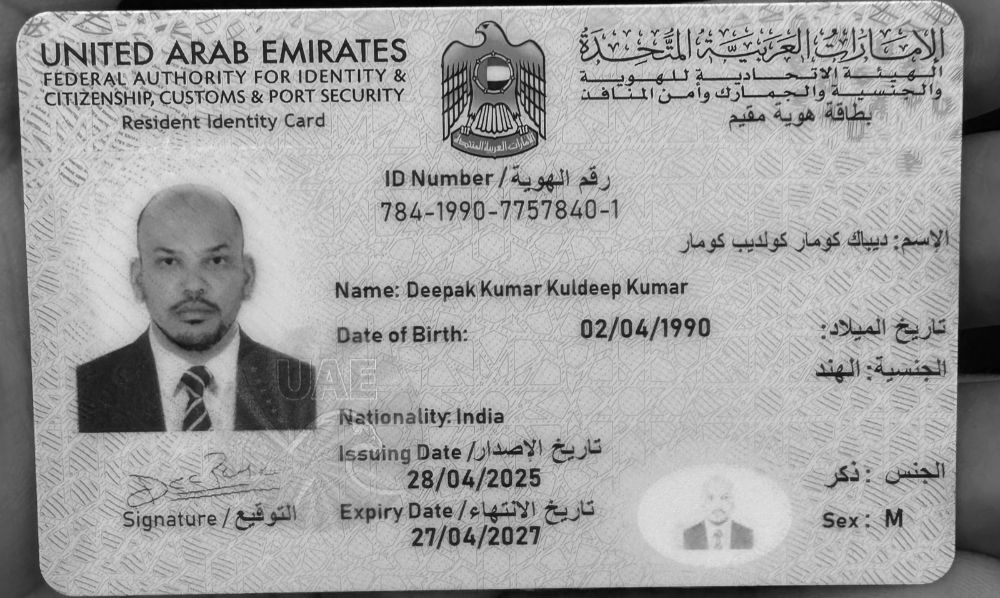 UNITED ARAB EMIRATES
الإمارات العربية المتحدة
FEDERAL AUTHORITY FOR IDENTITY &
CITIZENSHIP, CUSTOMS & PORT SECURITY
الهيئة الاتحادية للهوية
والجنسية والجمارك وأمن المنافذ
Resident Identity Card
بطاقة هوية مقيم
الإمارات العربية المتحدة
ID Number / رقم الهوية
784-1990-7757840-1
الإسم: ديباك كومار كولديب كومار
Name: Deepak Kumar Kuldeep Kumar
Date of Birth: 02/04/1990 تاريخ الميلاد:
الجنسية: الهند
UAE
Nationality: India
Issuing Date / تاريخ الإصدار
28/04/2025
الجنس : ذكر
Expiry Date / تاريخ الانتهاء
27/04/2027
Sex : M
Signature / التوقيع